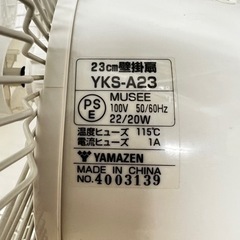 23cm壁掛扇
YKS-A23
PS
E
MUSEE
100V 50/60Hz
22/20W
温度ヒューズ 115℃
電流ヒューズ 1A
YAMAZEN
MADE IN CHINA
NO.4003139